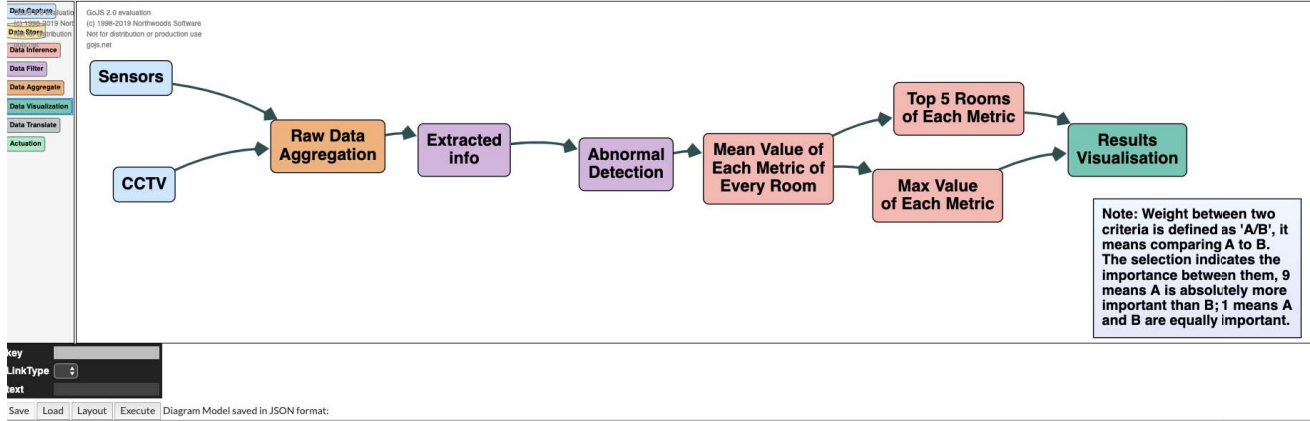 Data Capture
Data Store
Data Inference
Data Filter
Data Aggregate
Data Visualization
Data Translate
Actuation
GoJS 2.0 evaluation
(c) 1998-2019 Northwoods Software
Not for distribution or production use
gojs.net
Sensors
CCTV
Raw Data
Aggregation
Extracted
info
Abnormal
Detection
Mean Value of
Each Metric of
Every Room
Top 5 Rooms
of Each Metric
Max Value
of Each Metric
Results
Visualisation
Note: Weight between two
criteria is defined as 'A/B', it
means comparing A to B.
The selection indicates the
importance between them, 9
means A is absolutely more
important than B; 1 means A
and B are equally important.
key
LinkType
text
Save Load Layout Execute Diagram Model saved in JSON format: